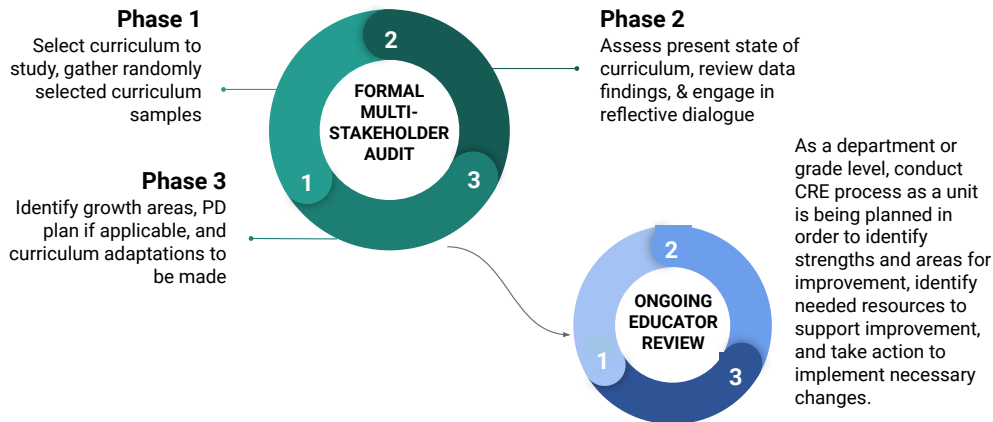 Phase 1
Select curriculum to
study, gather randomly
selected curriculum
samples
2
FORMAL
MULTI-
STAKEHOLDER
AUDIT
1
3
Phase 2
Assess present state of
curriculum, review data
findings, & engage in
reflective dialogue
Phase 3
Identify growth areas, PD
plan if applicable, and
curriculum adaptations to
be made
2
ONGOING
EDUCATOR
REVIEW
1
3
As a department or
grade level, conduct
CRE process as a unit
is being planned in
order to identify
strengths and areas for
improvement, identify
needed resources to
support improvement,
and take action to
implement necessary
changes.